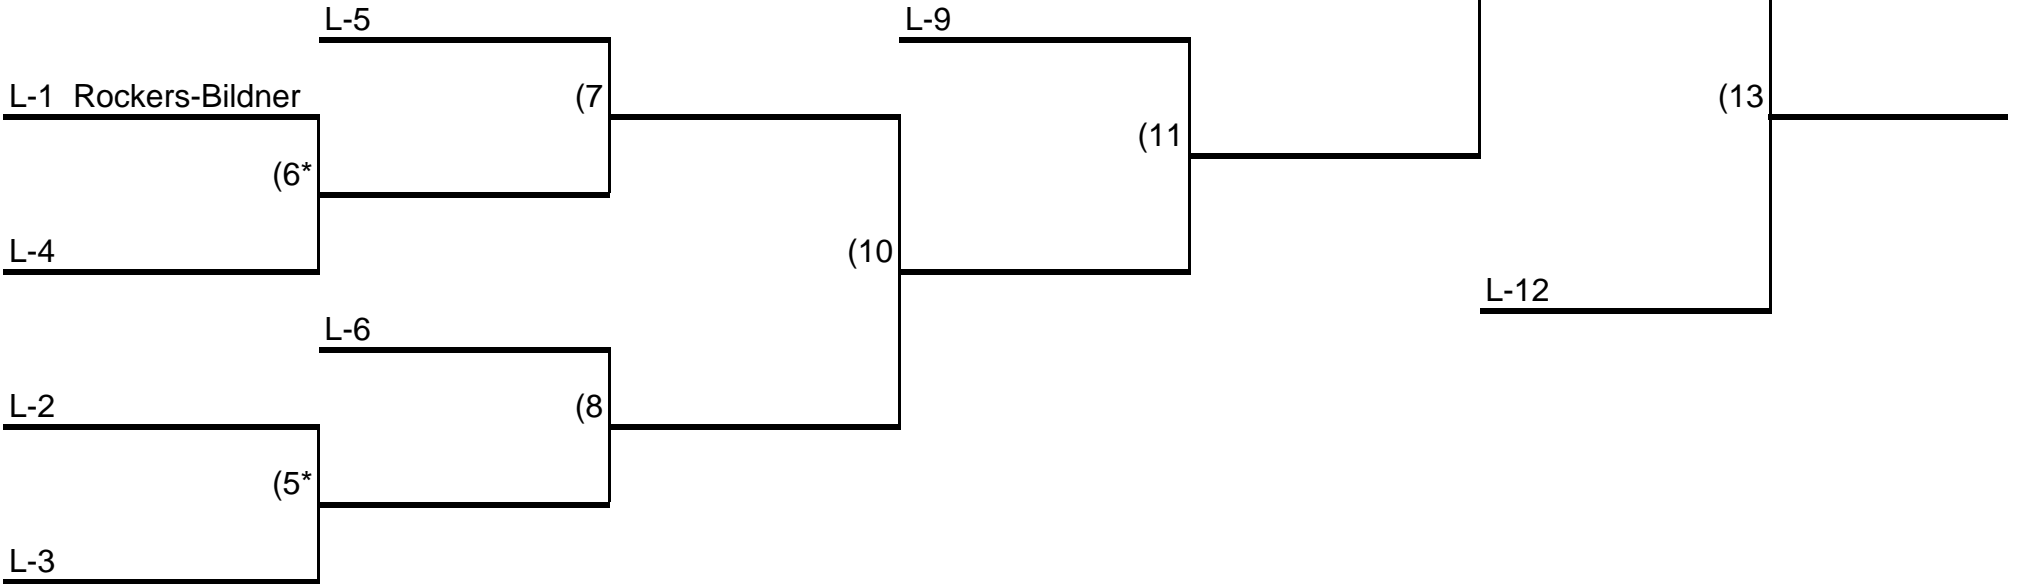 L-5
L-9
L-1 Rockers-Bildner
(7
(13
(11
(6*
L-4
(10
L-12
L-6
L-2
(8
(5*
L-3